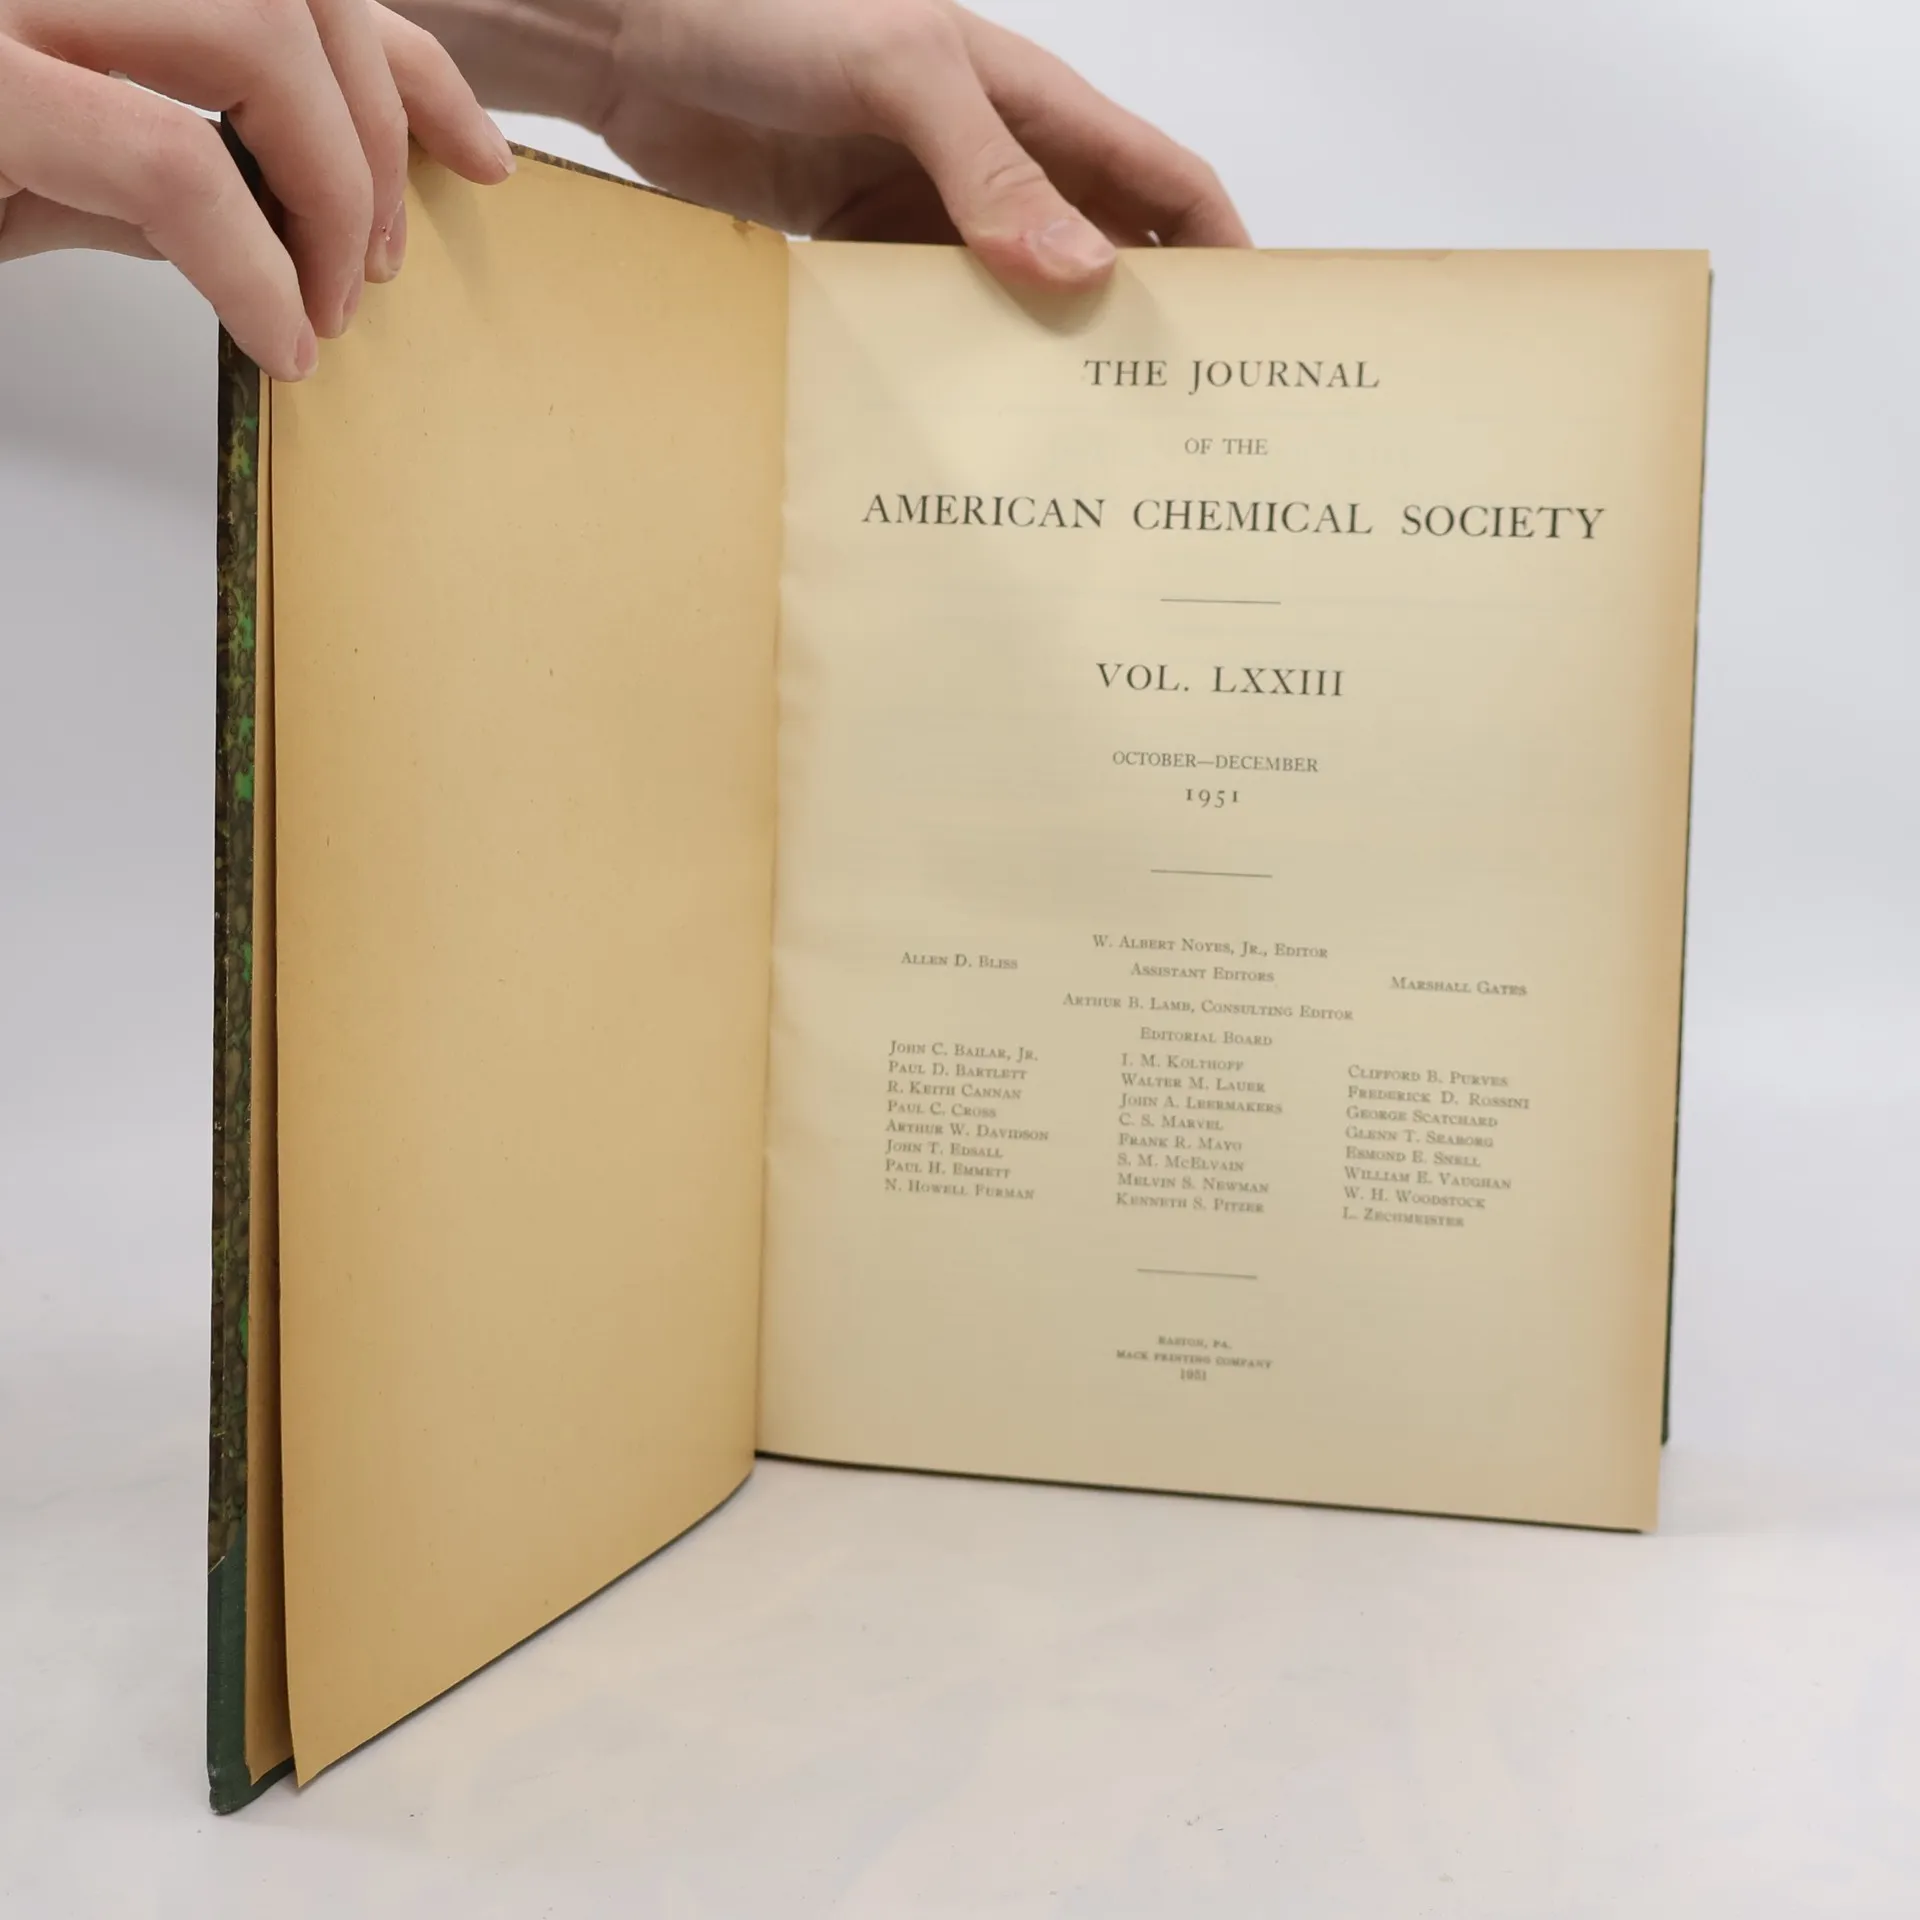 THE JOURNAL
OF THE
AMERICAN CHEMICAL SOCIETY
VOL. LXXIII
OCTOBER—DECEMBER
1951
W. ALBERT NOYES, JR., EDITOR
ASSISTANT EDITORS
ALLEN D. BLISS
MARSHALL GATES
ARTHUR B. LAMB, CONSULTING EDITOR
EDITORIAL BOARD
JOHN C. BAILAR, JR.
PAUL D. BARTLETT
R. KEITH CANNAN
PAUL C. CROSS
ARTHUR W. DAVIDSON
JOHN T. EDSALL
PAUL H. EMMETT
N. HOWELL FURMAN
I. M. KOLTHOFF
WALTER M. LAUER
JOHN A. LEERMAKERS
C. S. MARVEL
FRANK R. MAYO
S. M. MCELVAIN
MELVIN S. NEWMAN
KENNETH S. PITZER
CLIFFORD B. PURVES
FREDERICK D. ROSSINI
GEORGE SCATCHARD
GLENN T. SEABORG
ESMOND E. SNELL
WILLIAM E. VAUGHAN
W. H. WOODSTOCK
L. ZECHMEISTER
EASTON, PA.
MACK PRINTING COMPANY
1951